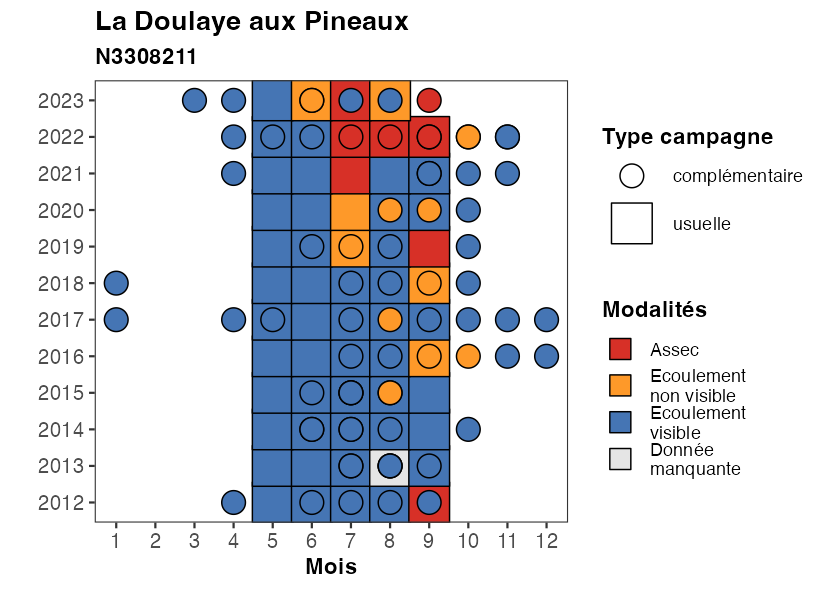 La Doulaye aux Pineaux
N3308211
2023
2022
2021
2020
2019
2018
2017
2016
2015
2014
2013
2012
1 2 3 4 5 6 7 8 9 10 11 12
Mois
Type campagne
complémentaire
usuelle
Modalités
Assec
Ecoulement
non visible
Ecoulement
visible
Donnée
manquante